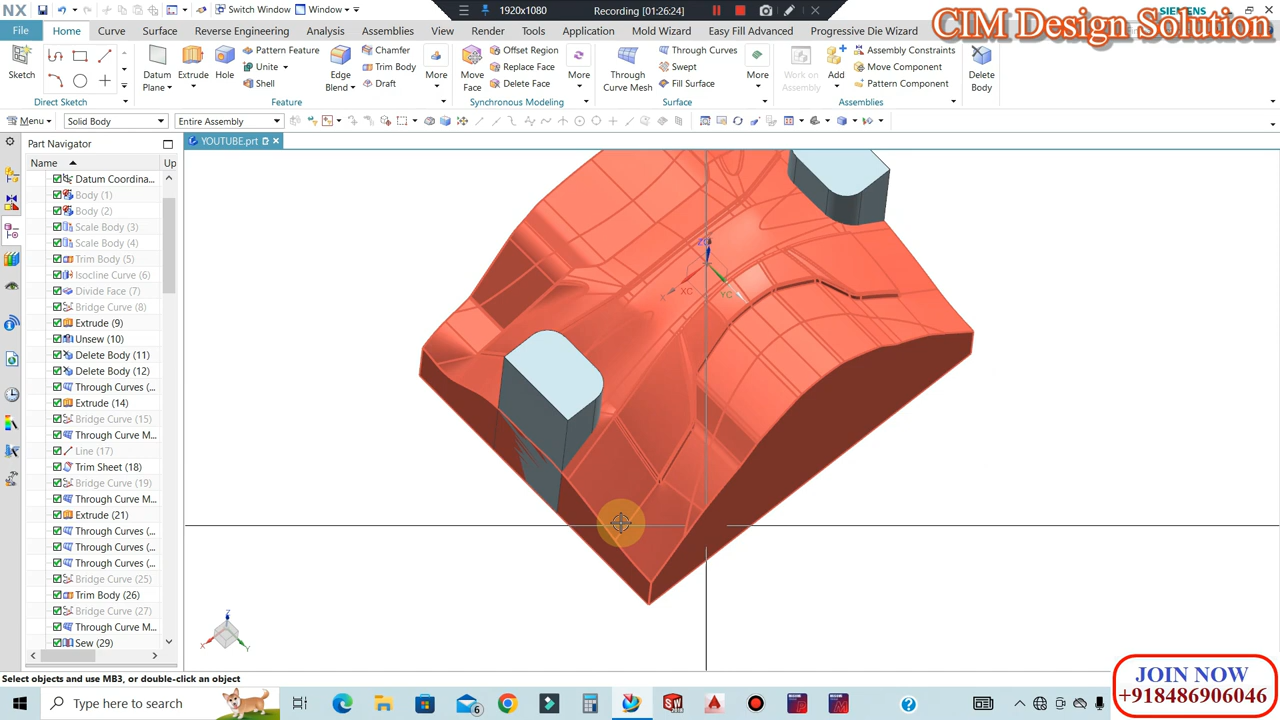 NX
Switch Window
Window
1920x1080
Recording [01:26:24]
SIEMENS
CIM Design Solution
File
Home
Curve
Surface
Reverse Engineering
Analysis
Assemblies
View
Render
Tools
Application
Mold Wizard
Easy Fill Advanced
Progressive Die Wizard
Sketch
Direct Sketch
Datum Plane
Extrude
Hole
Pattern Feature
Unite
Shell
Edge Blend
Chamfer
Trim Body
Draft
More
Feature
Move Face
Offset Region
Replace Face
Delete Face
More
Synchronous Modeling
Through Curve Mesh
Through Curves
Swept
Fill Surface
More
Surface
Work on Assembly
Add
Assembly Constraints
Move Component
Pattern Component
Assemblies
Delete Body
Menu
Solid Body
Entire Assembly
Part Navigator
YOUTUBE.prt
Name
Up
Datum Coordina...
Body (1)
Body (2)
Scale Body (3)
Scale Body (4)
Trim Body (5)
Isocline Curve (6)
Divide Face (7)
Bridge Curve (8)
Extrude (9)
Unsew (10)
Delete Body (11)
Delete Body (12)
Through Curves (...
Extrude (14)
Bridge Curve (15)
Through Curve M...
Line (17)
Trim Sheet (18)
Bridge Curve (19)
Through Curve M...
Extrude (21)
Through Curves (...
Through Curves (...
Through Curves (...
Bridge Curve (25)
Trim Body (26)
Bridge Curve (27)
Through Curve M...
Sew (29)
X
XC
YC
Z
X
Y
Select objects and use MB3, or double-click an object
JOIN NOW
+918486906046
Type here to search
6